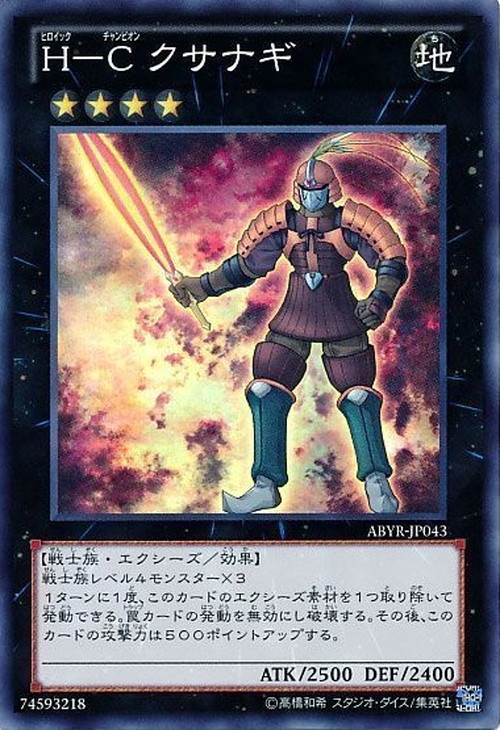 ヒロイック チャンピオン
H－C クサナギ
ち
地
ABYR-JP043
【戦士族・エクシーズ／効果】
戦士族レベル４モンスター×３
１ターンに１度、このカードのエクシーズ素材を１つ取り除いて
発動できる。罠カードの発動を無効にし破壊する。その後、この
カードの攻撃力は５００ポイントアップする。
ATK/2500 DEF/2400
74593218
©高橋和希 スタジオ・ダイス/集英社